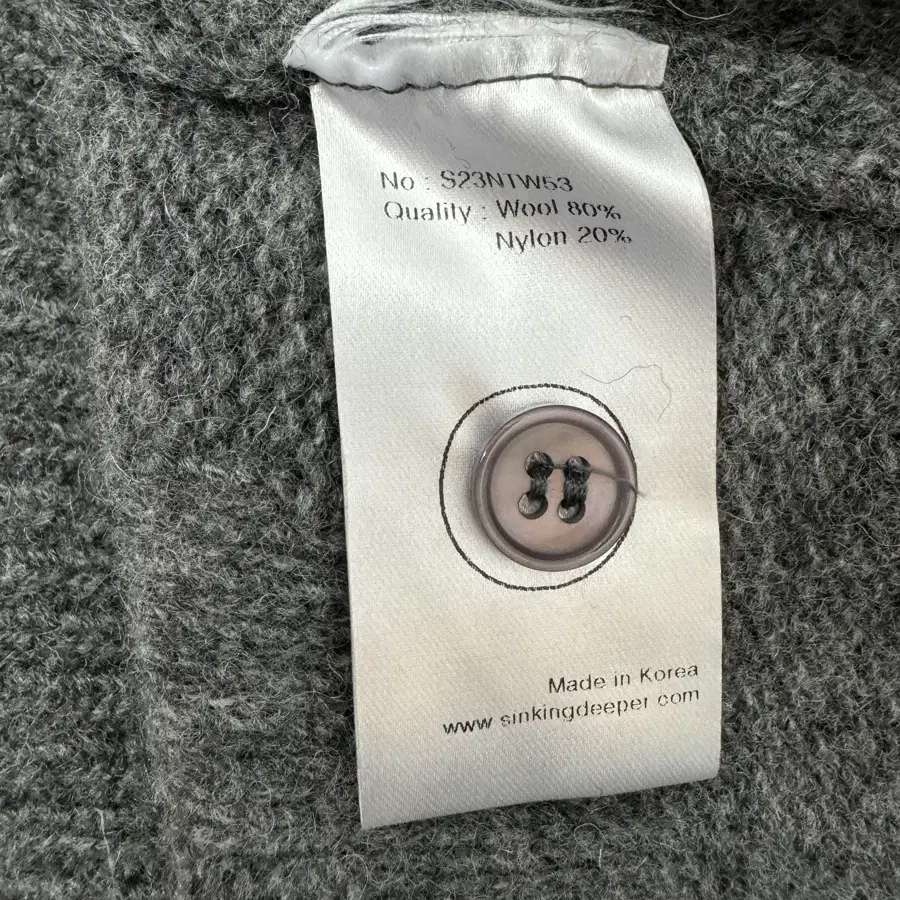 No : S23NTW53
Quality : Wool 80%
Nylon 20%
Made in Korea
www.sinkingdeeper.com